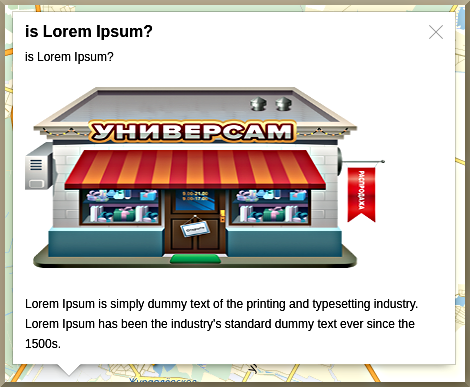 is Lorem Ipsum?
is Lorem Ipsum?
УНИВЕРСАМ
РАСПРОДАЖА
Открыто
Lorem Ipsum is simply dummy text of the printing and typesetting industry.
Lorem Ipsum has been the industry's standard dummy text ever since the
1500s.